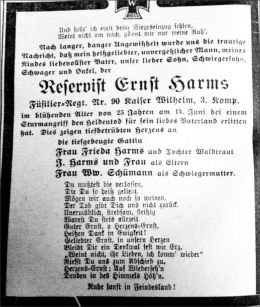 Und sollt' ich einst beim Siegeseinzug fehlen,
Weint nicht um mich, gönnt mir nur meine Ruh'.
Nach langer, banger Ungewißheit wurde uns die traurige
Nachricht, daß mein heißgeliebter, unvergeßlicher Mann, meines
Kindes liebevollster Vater, unser lieber Sohn, Schwiegersohn,
Schwager und Onkel, der
Reservist Ernst Harms
Füsilier-Regt. Nr. 90 Kaiser Wilhelm, 3. Komp.
im blühenden Alter von 25 Jahren am 14. Juni bei einem
Sturmangriff den Heldentod für sein liebes Vaterland erlitten
hat. Dies zeigen tiefbetrübten Herzens an
die tiefgebeugte Gattin
Frau Frieda Harms und Tochter Waldtraut
J. Harms und Frau als Eltern
Frau Ww. Schümann als Schwiegermutter.
Du mußtest die verlassen,
Die Du so heiß geliebt.
Mögen wir auch noch so weinen,
Der Tod gibt Dich uns nicht zurück.
Unermüdlich, strebsam, fleißig
Warst Du stets allezeit
Guter Ernst, o Herzens-Ernst,
Heißen Dank in Ewigkeit!
Geliebter Ernst, in unsern Herzen
Bleibt Dir ein Denkmal fest wie Erz.
„Weint nicht, ihr Lieben, ich komm' wieder"
Riefst Du uns zum Abschied zu,
Herzens-Ernst; Auf Wiederseh'n
Droben in des Himmels Höh'n.
Ruhe sanft in Feindesland!